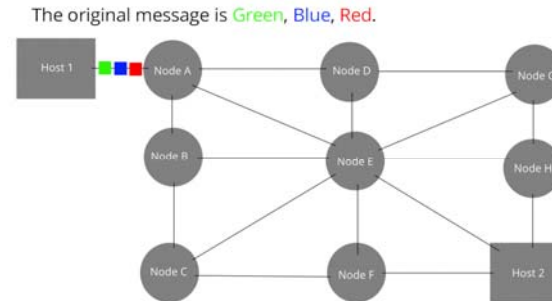 The original message is Green, Blue, Red.
Host 1
Node A
Node D
Node B
Node E
Node H
Node C
Node F
Host 2